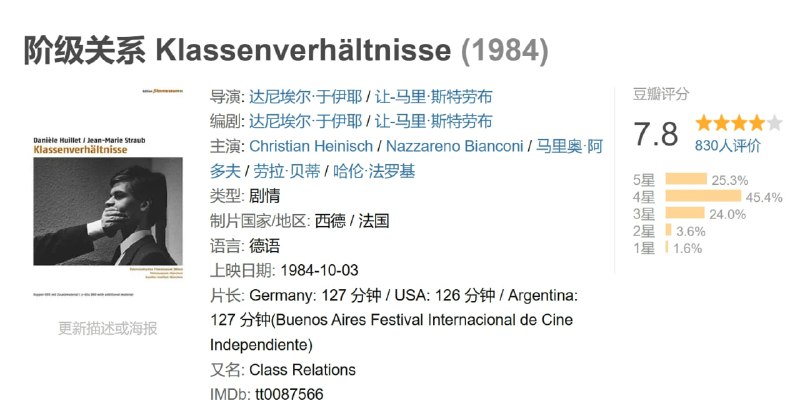 阶级关系 Klassenverhältnisse (1984)
Danièle Huillet / Jean-Marie Straub
Klassenverhältnisse
更新描述或海报
导演: 达尼埃尔·于伊耶 / 让-马里·斯特劳布
编剧: 达尼埃尔·于伊耶 / 让-马里·斯特劳布
主演: Christian Heinisch / Nazzareno Bianconi / 马里奥·阿
多夫 / 劳拉·贝蒂 / 哈伦·法罗基
类型: 剧情
制片国家/地区: 西德 / 法国
语言: 德语
上映日期: 1984-10-03
片长: Germany: 127 分钟 / USA: 126 分钟 / Argentina:
127 分钟(Buenos Aires Festival Internacional de Cine
Independiente)
又名: Class Relations
IMDb: tt0087566
豆瓣评分
7.8
830人评价
5星 25.3%
4星 45.4%
3星 24.0%
2星 3.6%
1星 1.6%